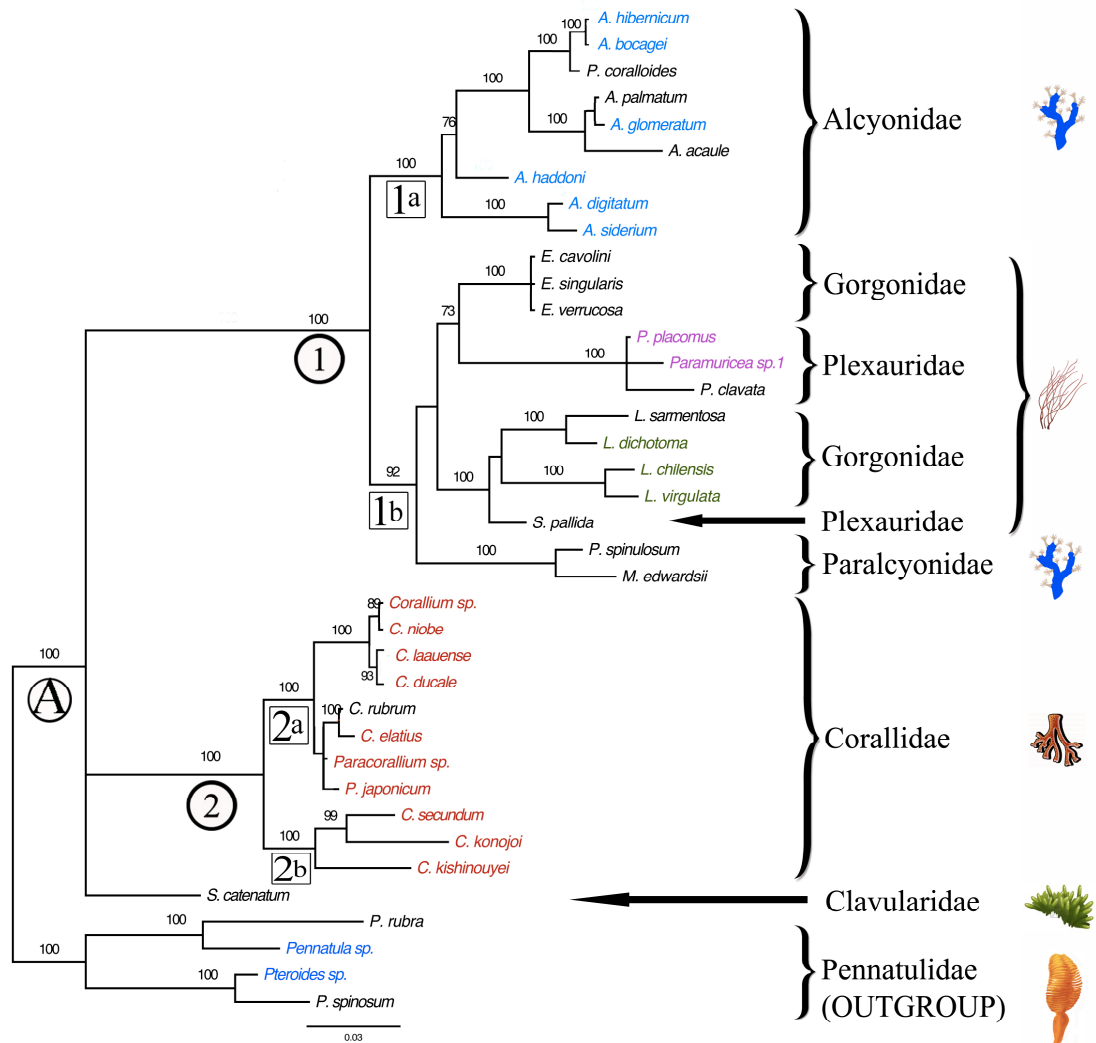 100
A. hibernicum
100
A. bocagei
P. coralloides
100
A. palmatum
100
A. glomeratum
A. acaule
76
Alcyonidae
100
1a
A. haddoni
100
A. digitatum
A. siderium
E. cavolini
100
E. singularis
E. verrucosa
Gorgonidae
73
100
1
P. placomus
100
Paramuricea sp.1
P. clavata
Plexauridae
L. sarmentosa
100
L. dichotoma
L. chilensis
100
L. virgulata
Gorgonidae
92
1b
100
S. pallida
Plexauridae
100
P. spinulosum
M. edwardsii
Paralcyonidae
89
Corallium sp.
C. niobe
100
C. laauense
93
C. ducale
100
A
100
2a
100
C. rubrum
C. elatius
Paracorallium sp.
P. japonicum
Corallidae
100
2
99
C. secundum
100
2b
C. konojoi
C. kishinouyei
S. catenatum
Clavularidae
100
P. rubra
100
Pennatula sp.
100
Pteroides sp.
P. spinosum
Pennatulidae
(OUTGROUP)
0.03